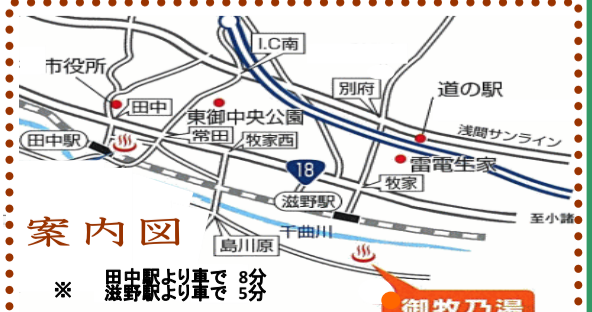 I.C南
市役所
別府
道の駅
田中
東御中央公園
浅間サンライン
田中駅
常田
牧家西
雷電生家
18
牧家
滋野駅
至小諸
案内図
千曲川
島川原
※ 田中駅より車で 8分
滋野駅より車で 5分
御牧乃湯